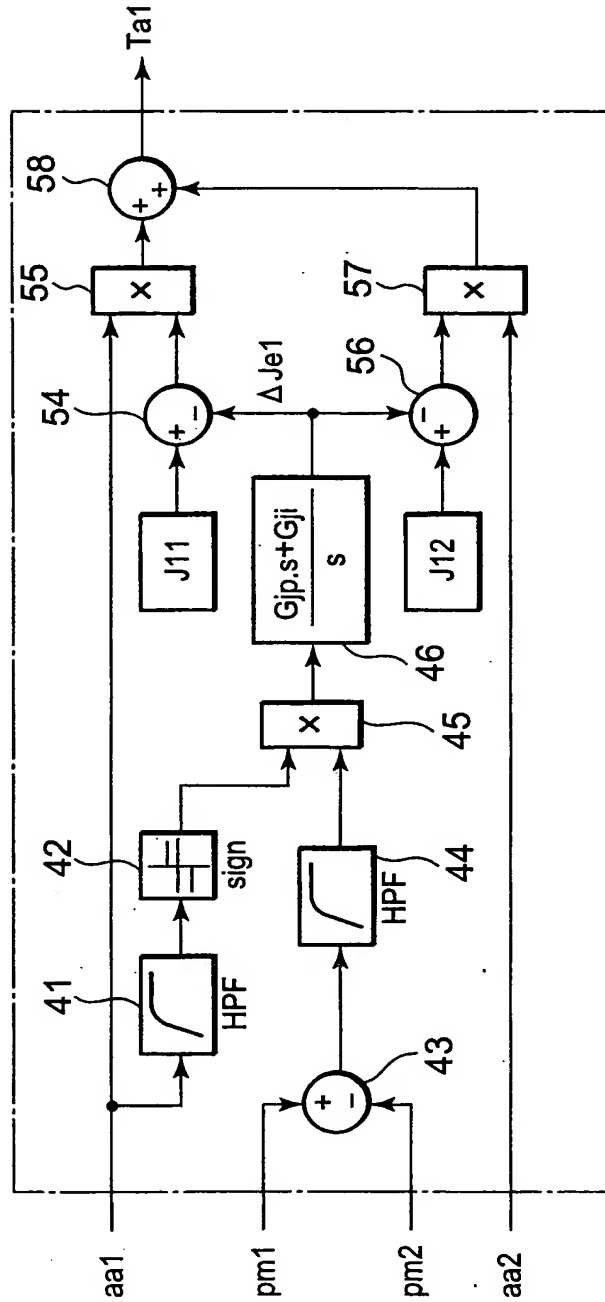 41
HPF
42
sign
43
+
-
44
HPF
45
×
46
Gjp.s+Gji
s
ΔJe1
J11
54
+
-
55
×
J12
56
-
+
57
×
58
+
+
Ta1
aa1
pm1
pm2
aa2